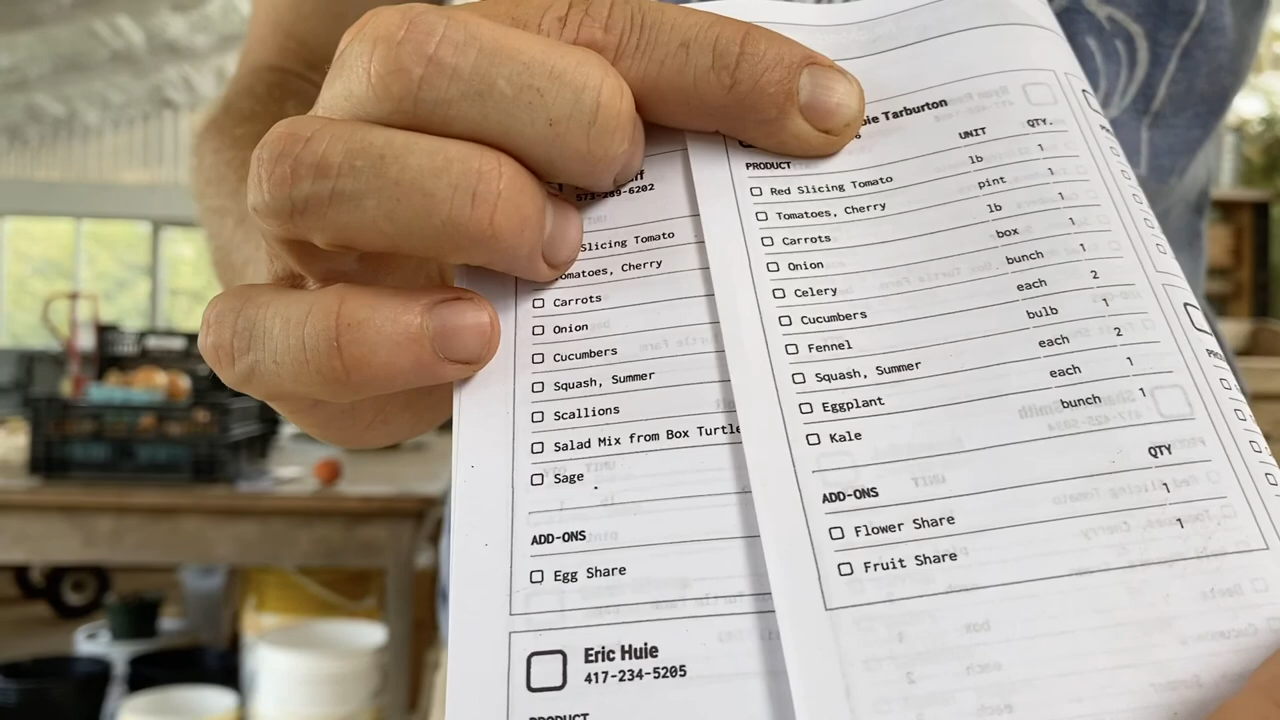 573-289-6202
Slicing Tomato
omatoes, Cherry
Carrots
Onion
Cucumbers
Squash, Summer
Scallions
Salad Mix from Box Turtle
Sage
ADD-ONS
Egg Share
Eric Huie
417-234-5205
PRODUCT
bie Tarburton
PRODUCT UNIT QTY.
Red Slicing Tomato lb 1
Tomatoes, Cherry pint 1
Carrots lb 1
Onion box 1
Celery bunch 1
Cucumbers each 2
Fennel bulb 1
Squash, Summer each 2
Eggplant each 1
Kale bunch 1
ADD-ONS QTY
Flower Share 1
Fruit Share 1